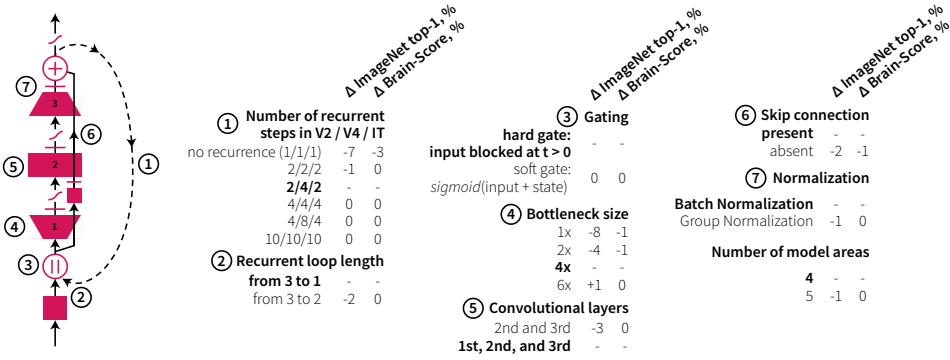 7
3
6
2
5
1
1
4
3
2
Δ ImageNet top-1, %
Δ Brain-Score, %
1 Number of recurrent
steps in V2 / V4 / IT
no recurrence (1/1/1) -7 -3
2/2/2 -1 0
2/4/2 - -
4/4/4 0 0
4/8/4 0 0
10/10/10 0 0
2 Recurrent loop length
from 3 to 1 - -
from 3 to 2 -2 0
Δ ImageNet top-1, %
Δ Brain-Score, %
3 Gating
hard gate:
input blocked at t > 0 - -
soft gate:
sigmoid(input + state) 0 0
4 Bottleneck size
1x -8 -1
2x -4 -1
4x - -
6x +1 0
5 Convolutional layers
2nd and 3rd -3 0
1st, 2nd, and 3rd - -
Δ ImageNet top-1, %
Δ Brain-Score, %
6 Skip connection
present - -
absent -2 -1
7 Normalization
Batch Normalization - -
Group Normalization -1 0
Number of model areas
4 - -
5 -1 0